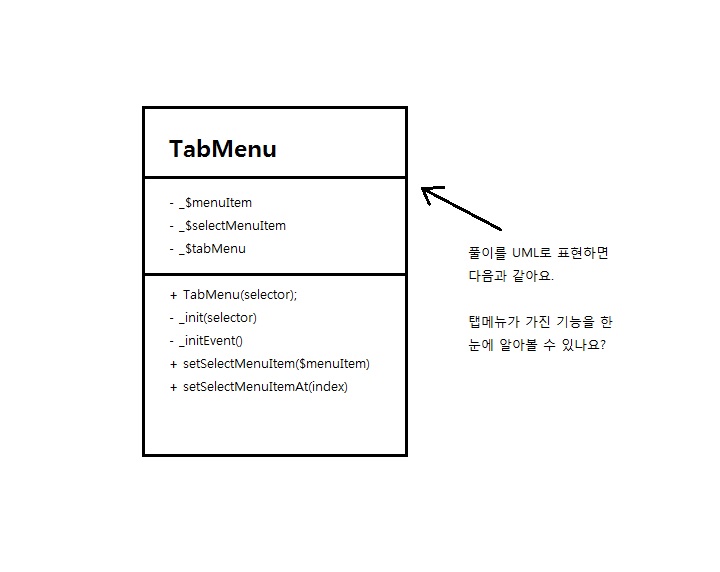 TabMenu
- _$menuItem
- _$selectMenuItem
- _$tabMenu
+ TabMenu(selector);
- _init(selector)
- _initEvent()
+ setSelectMenuItem($menuItem)
+ setSelectMenuItemAt(index)
풀이를 UML로 표현하면
다음과 같아요.
탭메뉴가 가진 기능을 한
눈에 알아볼 수 있나요?